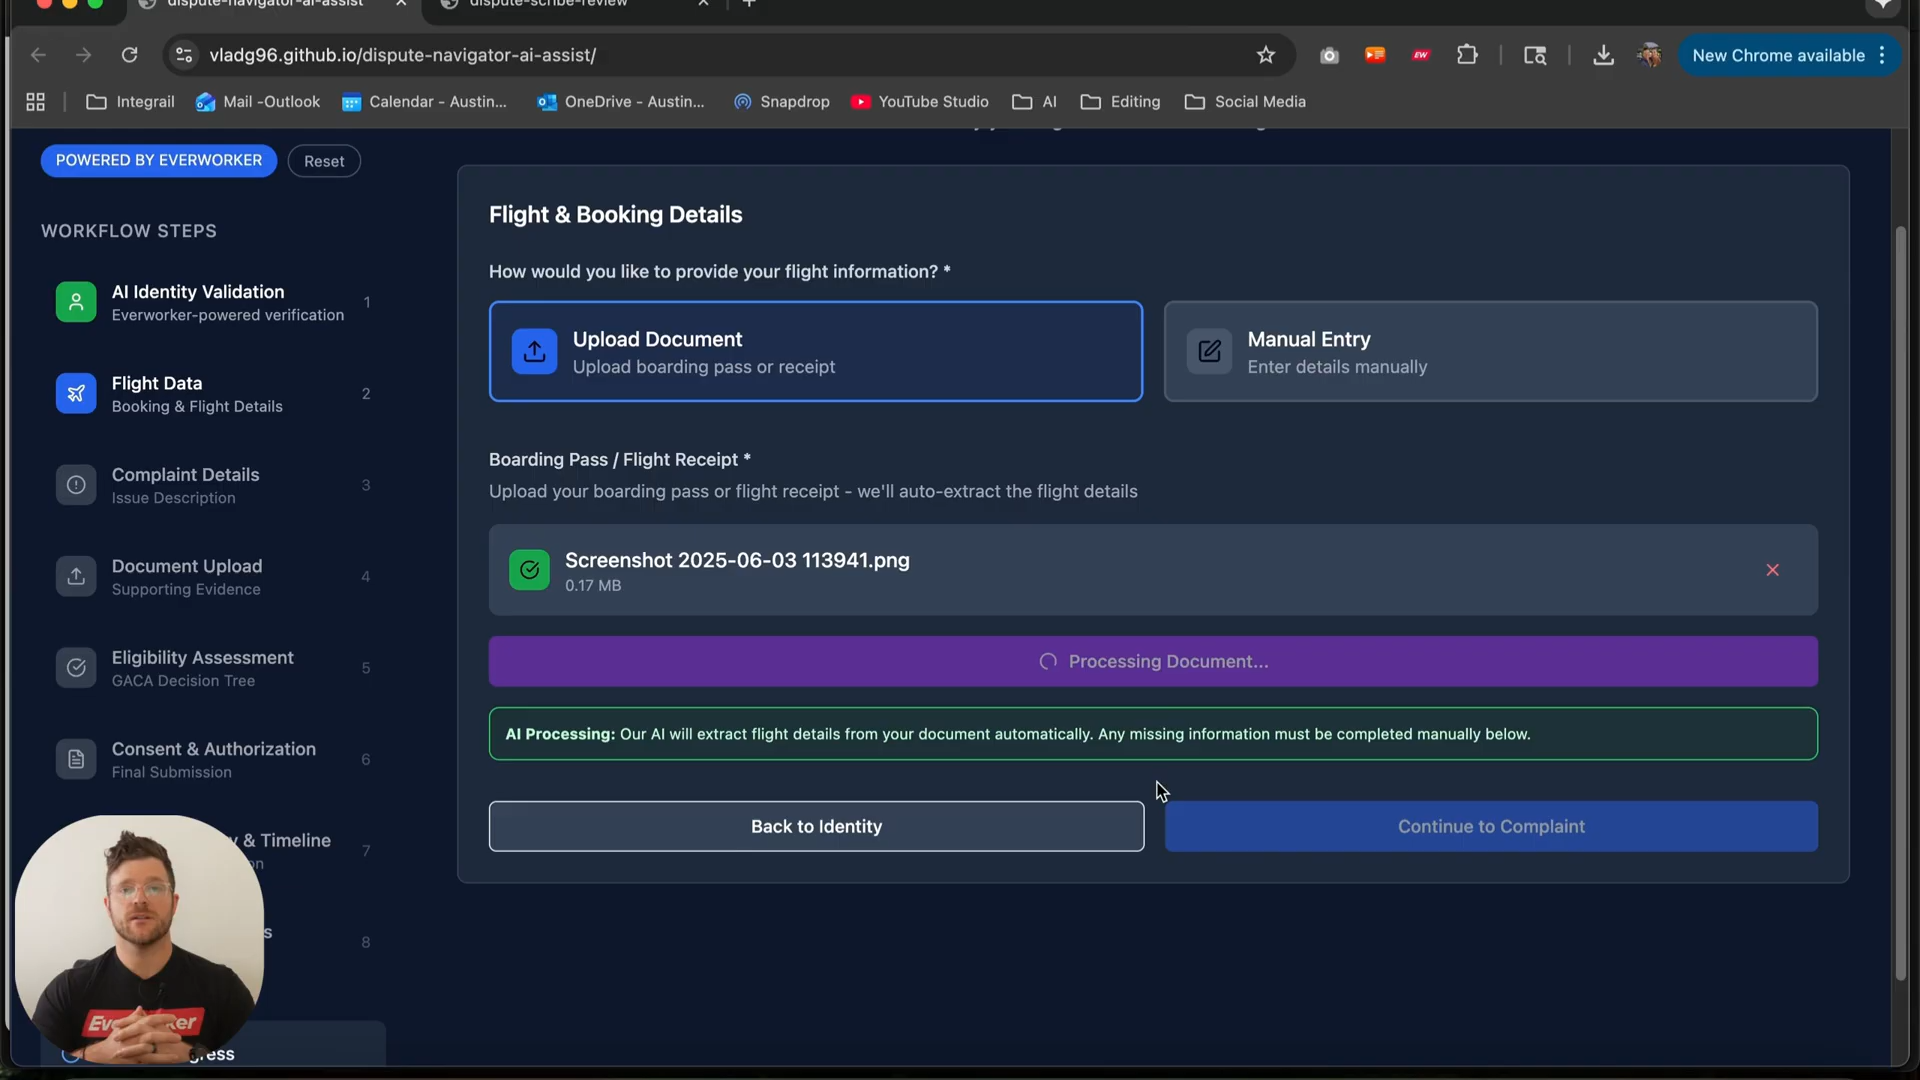 dispute-navigator-ai-assist
dispute-scribe-review
vladg96.github.io/dispute-navigator-ai-assist/
EW
New Chrome available
Integrail
Mail -Outlook
Calendar - Austin...
OneDrive - Austin...
Snapdrop
YouTube Studio
AI
Editing
Social Media
POWERED BY EVERWORKER
Reset
WORKFLOW STEPS
AI Identity Validation
Everworker-powered verification
1
Flight Data
Booking & Flight Details
2
Complaint Details
Issue Description
3
Document Upload
Supporting Evidence
4
Eligibility Assessment
GACA Decision Tree
5
Consent & Authorization
Final Submission
6
& Timeline
7
8
Flight & Booking Details
How would you like to provide your flight information? *
Upload Document
Upload boarding pass or receipt
Manual Entry
Enter details manually
Boarding Pass / Flight Receipt *
Upload your boarding pass or flight receipt - we'll auto-extract the flight details
Screenshot 2025-06-03 113941.png
0.17 MB
Processing Document...
AI Processing: Our AI will extract flight details from your document automatically. Any missing information must be completed manually below.
Back to Identity
Continue to Complaint